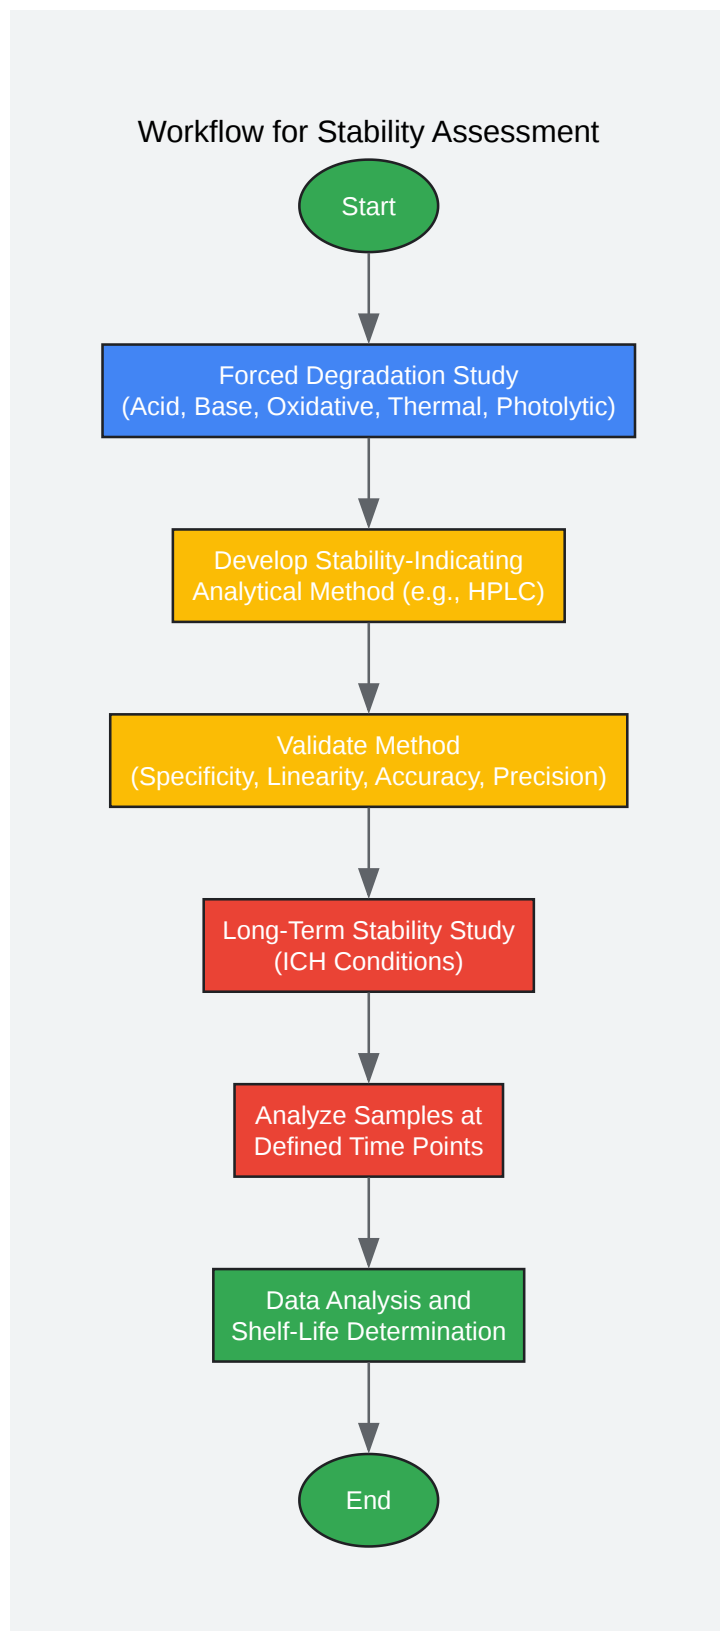 Workflow for Stability Assessment
Start
Forced Degradation Study
(Acid, Base, Oxidative, Thermal, Photolytic)
Develop Stability-Indicating
Analytical Method (e.g., HPLC)
Validate Method
(Specificity, Linearity, Accuracy, Precision)
Long-Term Stability Study
(ICH Conditions)
Analyze Samples at
Defined Time Points
Data Analysis and
Shelf-Life Determination
End